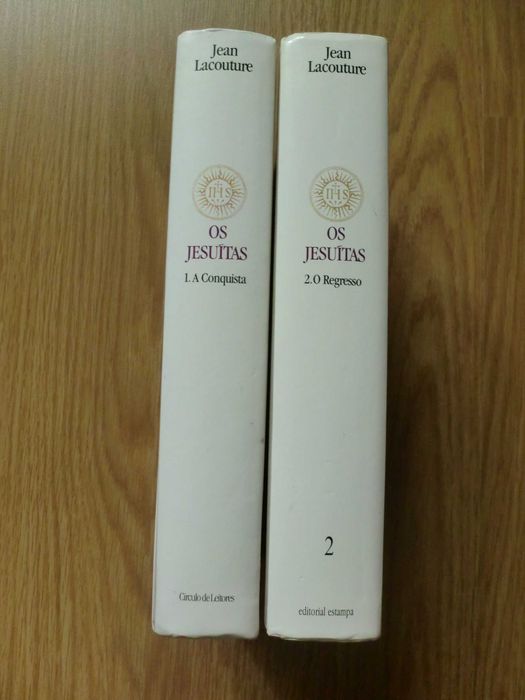 Jean
Lacouture
IHS
OS
JESUÍTAS
1. A Conquista
Círculo de Leitores
Jean
Lacouture
IHS
OS
JESUÍTAS
2. O Regresso
2
editorial estampa